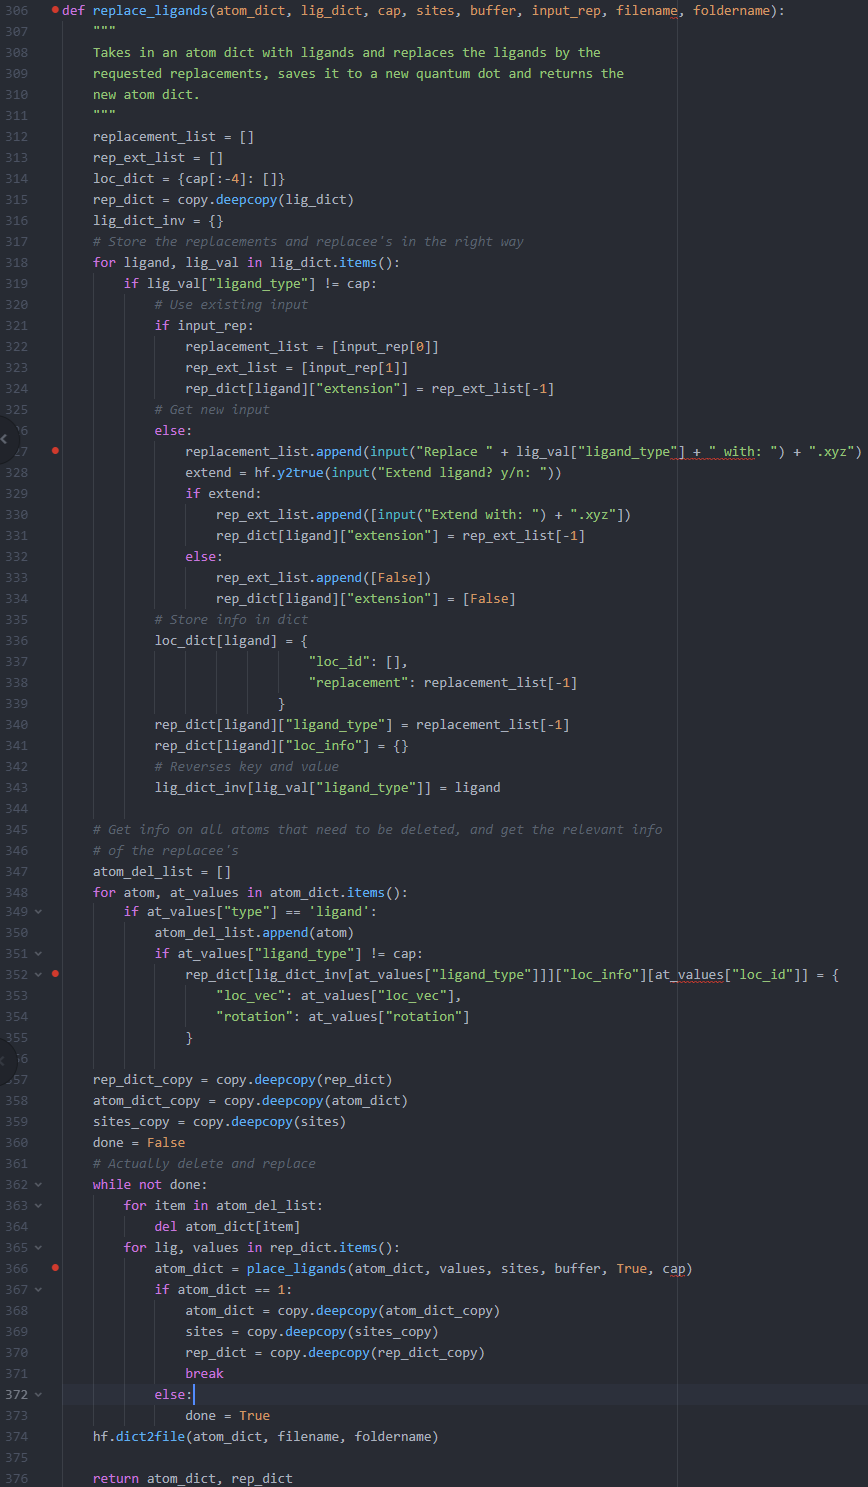 306 def replace_ligands(atom_dict, lig_dict, cap, sites, buffer, input_rep, filename, foldername):
307     """
308     Takes in an atom dict with ligands and replaces the ligands by the
309     requested replacements, saves it to a new quantum dot and returns the
310     new atom dict.
311     """
312     replacement_list = []
313     rep_ext_list = []
314     loc_dict = {cap[:-4]: []}
315     rep_dict = copy.deepcopy(lig_dict)
316     lig_dict_inv = {}
317     # Store the replacements and replacee's in the right way
318     for ligand, lig_val in lig_dict.items():
319         if lig_val["ligand_type"] != cap:
320             # Use existing input
321             if input_rep:
322                 replacement_list = [input_rep[0]]
323                 rep_ext_list = [input_rep[1]]
324                 rep_dict[ligand]["extension"] = rep_ext_list[-1]
325             # Get new input
26             else:
27                 replacement_list.append(input("Replace " + lig_val["ligand_type"] + " with: ") + ".xyz")
328                 extend = hf.y2true(input("Extend ligand? y/n: "))
329                 if extend:
330                     rep_ext_list.append([input("Extend with: ") + ".xyz"])
331                     rep_dict[ligand]["extension"] = rep_ext_list[-1]
332                 else:
333                     rep_ext_list.append([False])
334                     rep_dict[ligand]["extension"] = [False]
335             # Store info in dict
336             loc_dict[ligand] = {
337                                 "loc_id": [],
338                                 "replacement": replacement_list[-1]
339                             }
340             rep_dict[ligand]["ligand_type"] = replacement_list[-1]
341             rep_dict[ligand]["loc_info"] = {}
342             # Reverses key and value
343             lig_dict_inv[lig_val["ligand_type"]] = ligand
344
345     # Get info on all atoms that need to be deleted, and get the relevant info
346     # of the replacee's
347     atom_del_list = []
348     for atom, at_values in atom_dict.items():
349         if at_values["type"] == 'ligand':
350             atom_del_list.append(atom)
351             if at_values["ligand_type"] != cap:
352                 rep_dict[lig_dict_inv[at_values["ligand_type"]]]["loc_info"][at_values["loc_id"]] = {
353                     "loc_vec": at_values["loc_vec"],
354                     "rotation": at_values["rotation"]
355                 }
56
57     rep_dict_copy = copy.deepcopy(rep_dict)
358     atom_dict_copy = copy.deepcopy(atom_dict)
359     sites_copy = copy.deepcopy(sites)
360     done = False
361     # Actually delete and replace
362     while not done:
363         for item in atom_del_list:
364             del atom_dict[item]
365         for lig, values in rep_dict.items():
366             atom_dict = place_ligands(atom_dict, values, sites, buffer, True, cap)
367             if atom_dict == 1:
368                 atom_dict = copy.deepcopy(atom_dict_copy)
369                 sites = copy.deepcopy(sites_copy)
370                 rep_dict = copy.deepcopy(rep_dict_copy)
371                 break
372             else:
373                 done = True
374     hf.dict2file(atom_dict, filename, foldername)
375
376     return atom_dict, rep_dict